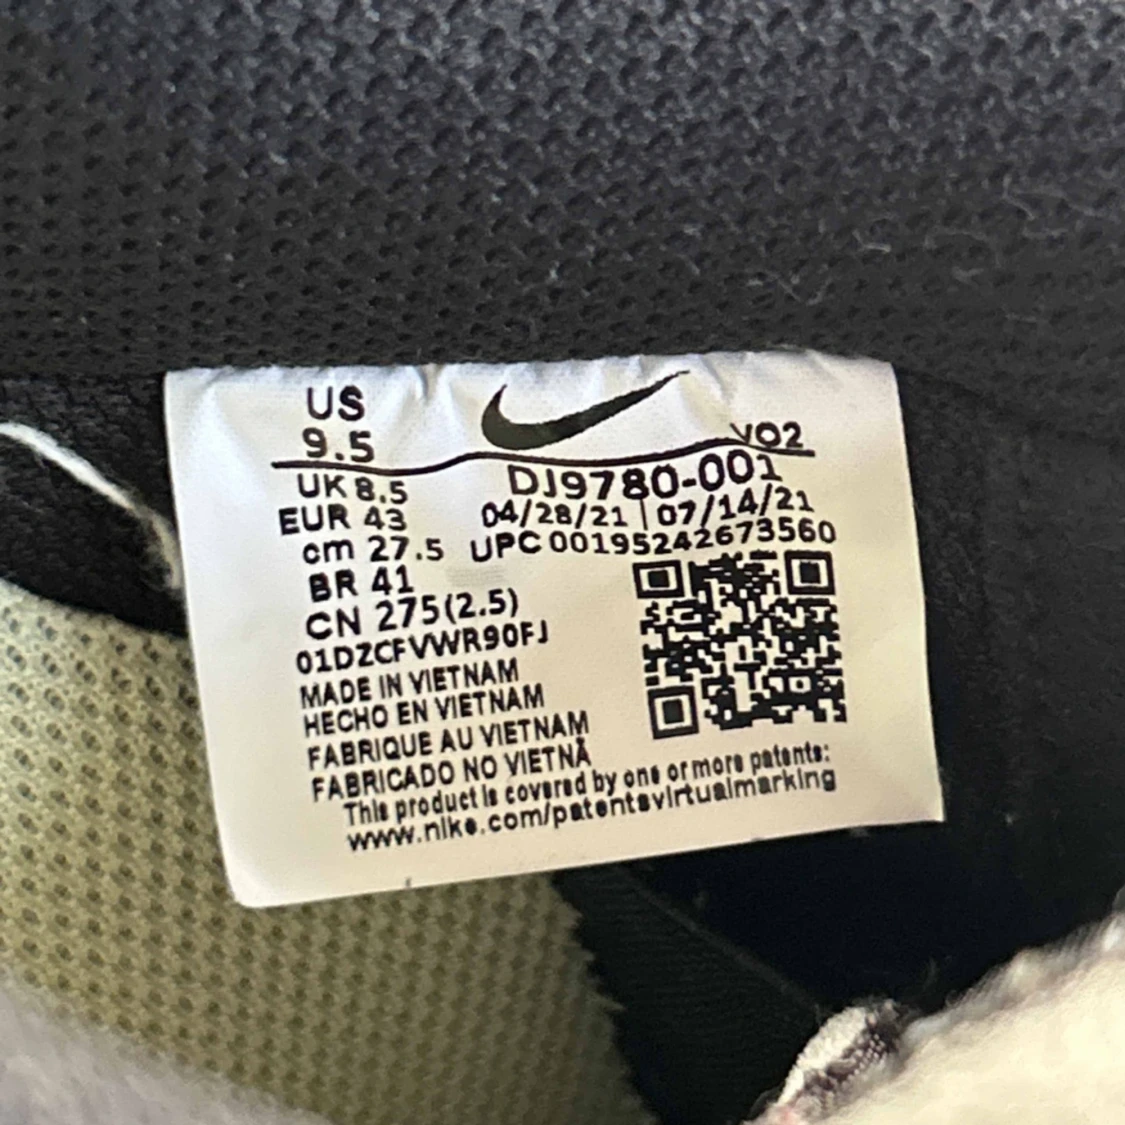 US
9.5
VO2
UK 8.5
DJ9780-001
EUR 43
04/28/21 | 07/14/21
cm 27.5
UPC 00195242673560
BR 41
CN 275(2.5)
01DZCFVWR90FJ
MADE IN VIETNAM
HECHO EN VIETNAM
FABRIQUE AU VIETNAM
FABRICADO NO VIETNÃ
This product is covered by one or more patents:
www.nike.com/patentsvirtualmarking